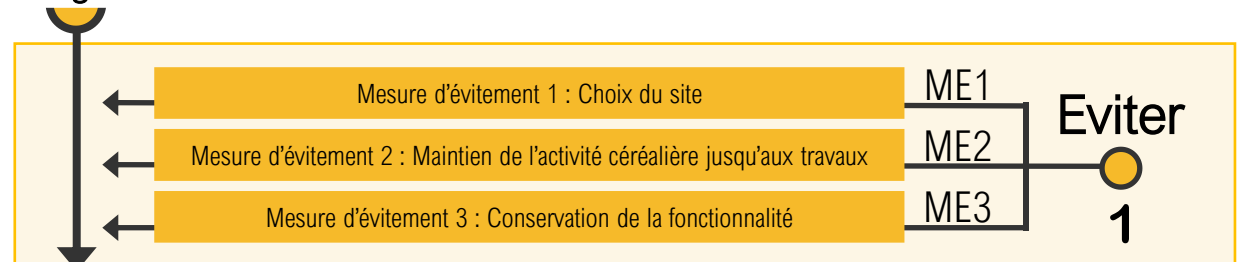 Mesure d'évitement 1 : Choix du site
ME1
Eviter
Mesure d'évitement 2 : Maintien de l'activité céréalière jusqu'aux travaux
ME2
Mesure d'évitement 3 : Conservation de la fonctionnalité
ME3
1